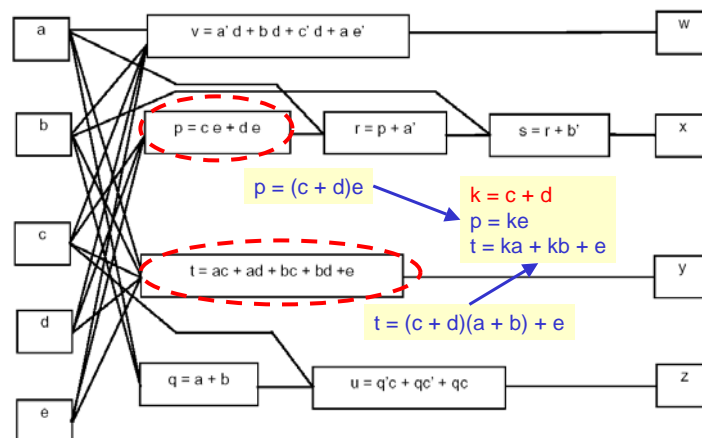 a
v = a' d + b d + c' d + a e'
w
b
p = c e + d e
r = p + a'
s = r + b'
x
p = (c + d)e
k = c + d
p = ke
t = ka + kb + e
c
t = ac + ad + bc + bd +e
y
d
t = (c + d)(a + b) + e
q = a + b
u = q'c + qc' + qc
z
e